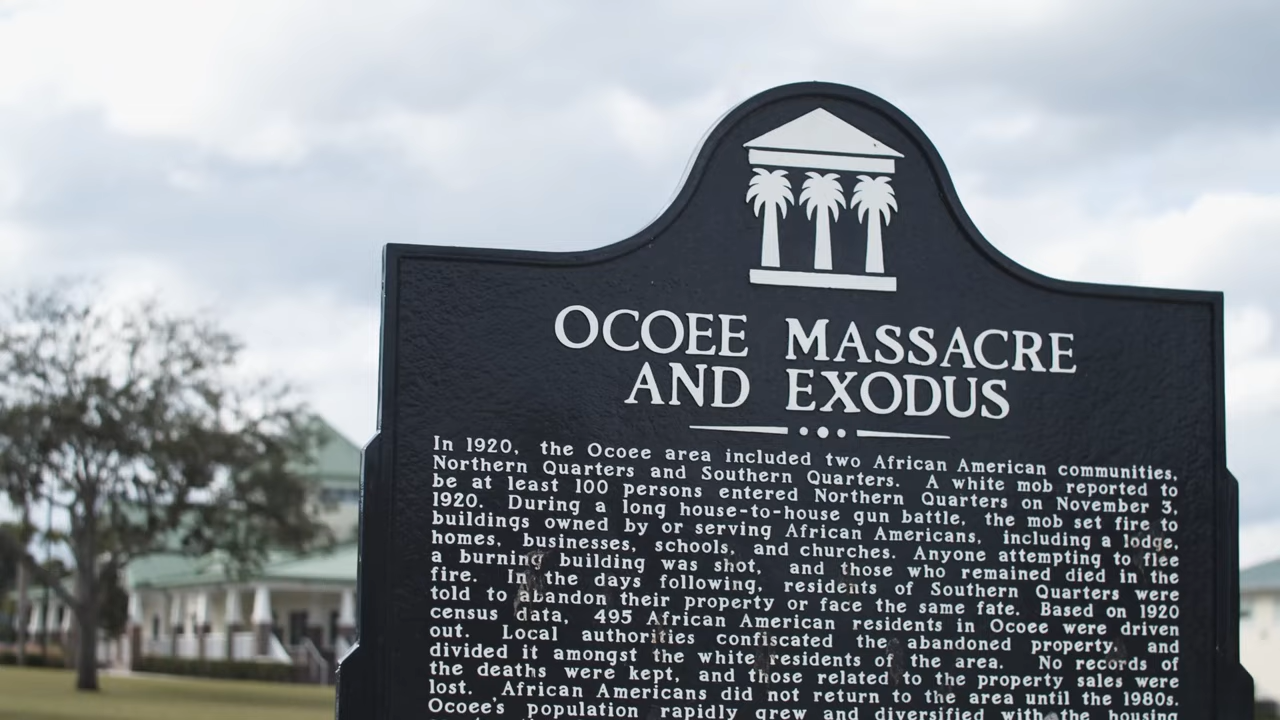 OCOEE MASSACRE
AND EXODUS
In 1920, the Ocoee area included two African American communities,
Northern Quarters and Southern Quarters. A white mob reported to
be at least 100 persons entered Northern Quarters on November 3,
1920. During a long house-to-house gun battle, the mob set fire to
buildings owned by or serving African Americans, including a lodge,
homes, businesses, schools, and churches. Anyone attempting to flee
a burning building was shot, and those who remained died in the
fire. In the days following, residents of Southern Quarters were
told to abandon their property or face the same fate. Based on 1920
census data, 495 African American residents in Ocoee were driven
out. Local authorities confiscated the abandoned property, and
divided it amongst the white residents of the area. No records of
the deaths were kept, and those related to the property sales were
lost. African Americans did not return to the area until the 1980s.
Ocoee's population rapidly grew and diversified with the housing